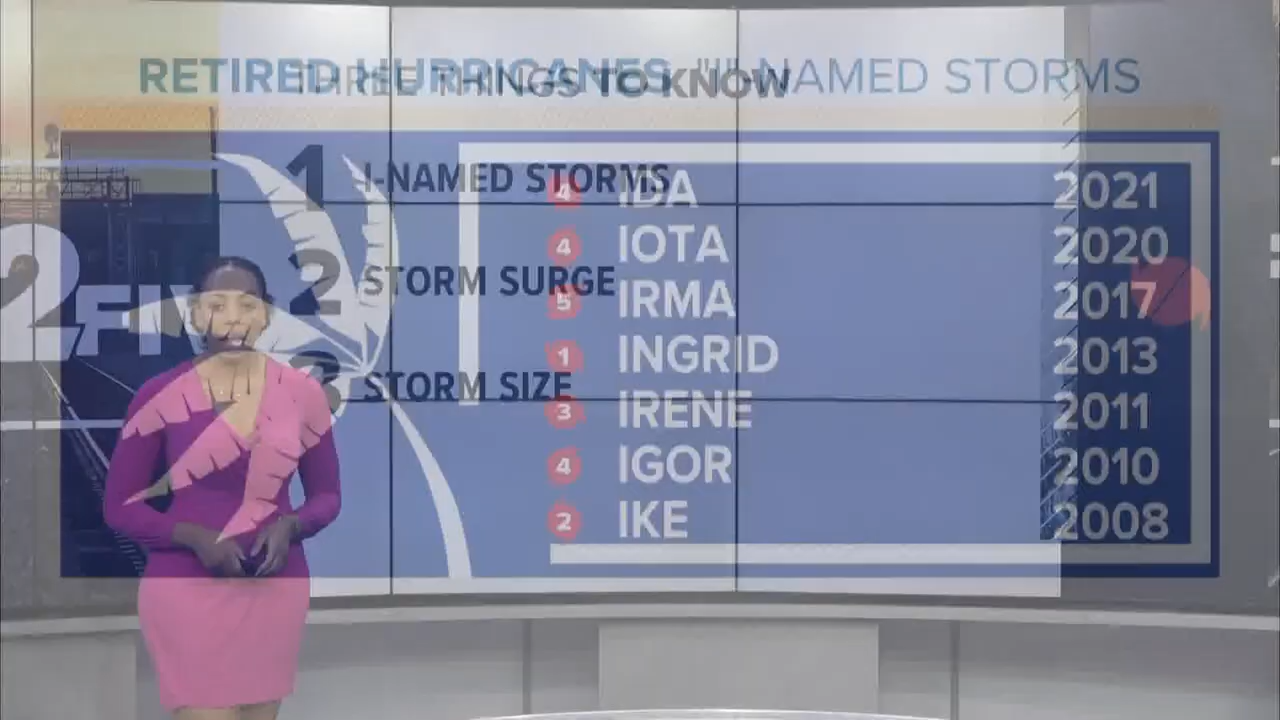 RETIRED HURRICANES "I" NAMED STORMS
THREE THINGS TO KNOW
1 I-NAMED STORMS
2 STORM SURGE
3 STORM SIZE
4 IDA 2021
4 IOTA 2020
5 IRMA 2017
1 INGRID 2013
3 IRENE 2011
4 IGOR 2010
2 IKE 2008
2